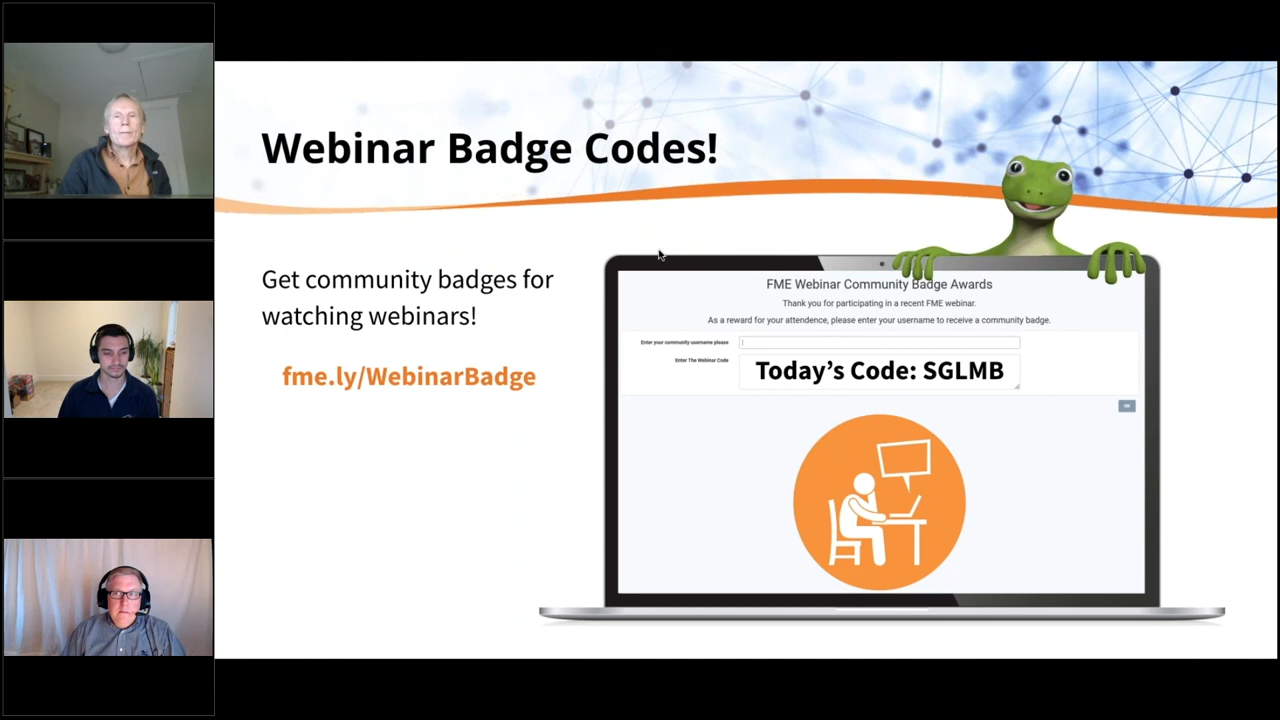 Webinar Badge Codes!
Get community badges for
watching webinars!
fme.ly/WebinarBadge
FME Webinar Community Badge Awards
Thank you for participating in a recent FME webinar.
As a reward for your attendence, please enter your username to receive a community badge.
Enter your community username please
Enter The Webinar Code
Today's Code: SGLMB